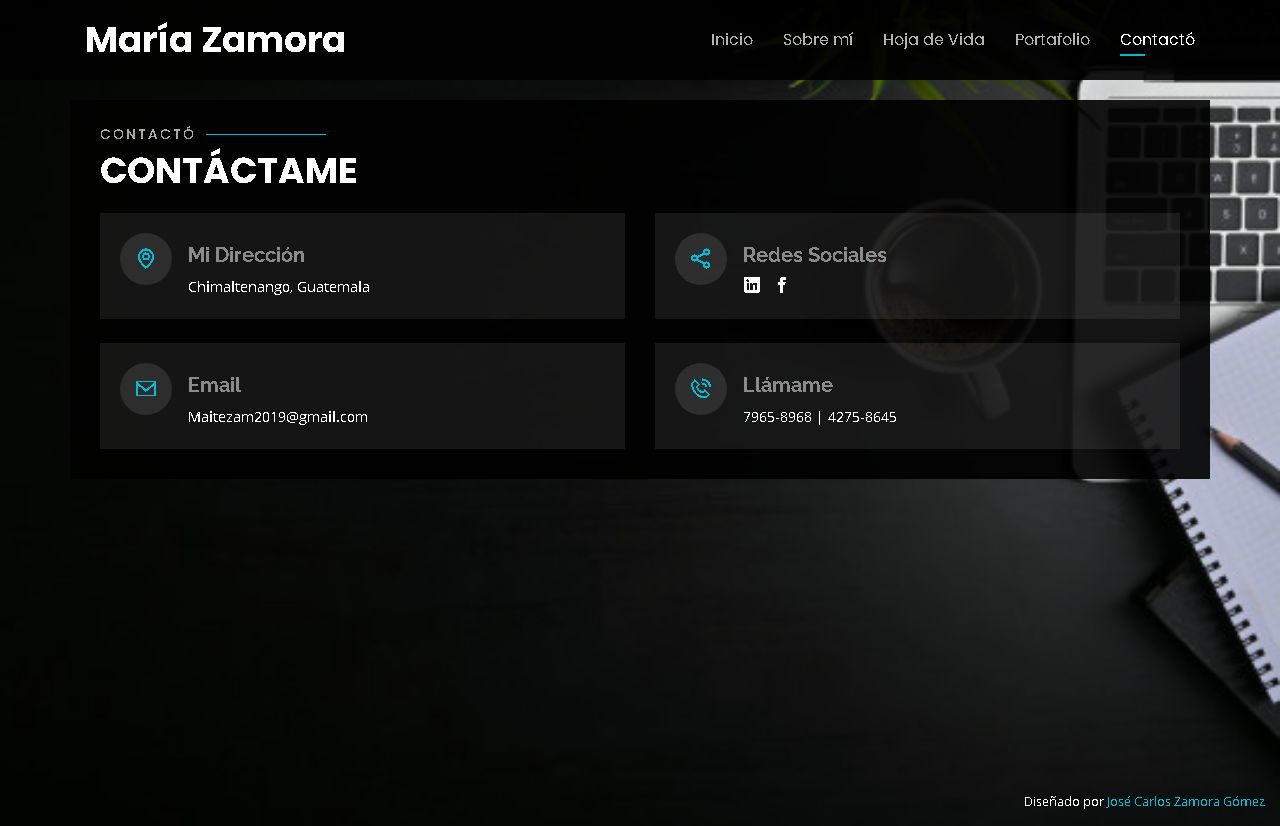 María Zamora
Inicio Sobre mí Hoja de Vida Portafolio Contactó
CONTACTÓ
CONTÁCTAME
Mi Dirección
Chimaltenango, Guatemala
Redes Sociales
Email
Maitezam2019@gmail.com
Llámame
7965-8968 | 4275-8645
Diseñado por José Carlos Zamora Gómez